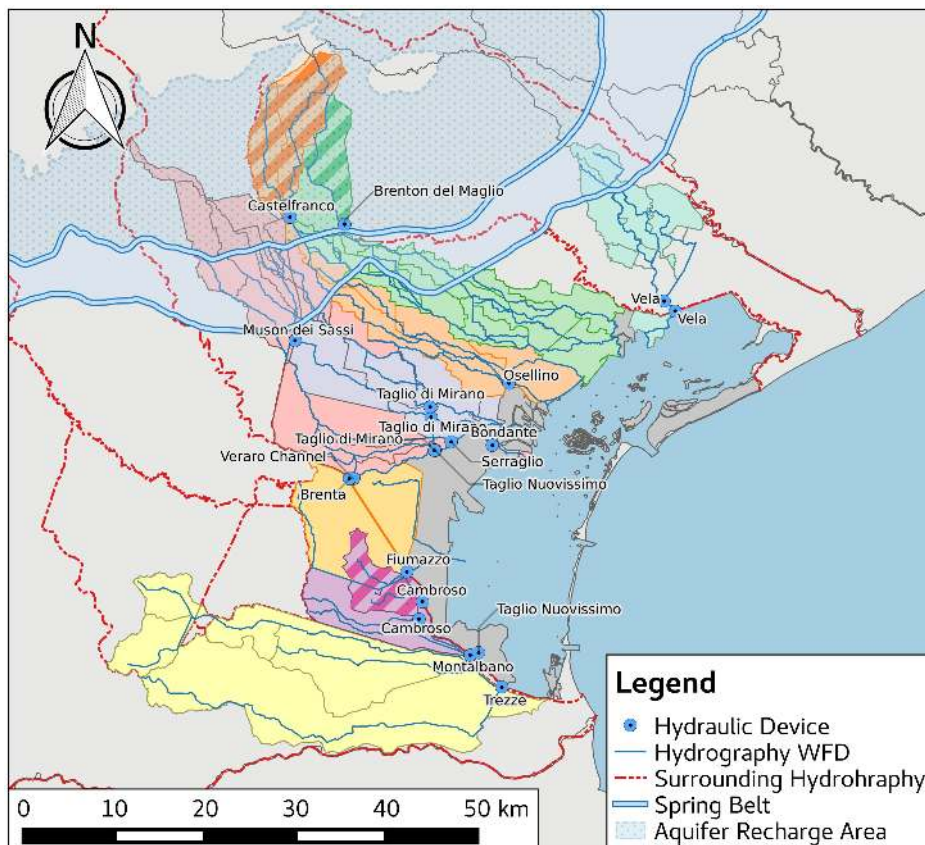 N
Brenton del Maglio
Castelfranco
Vela
Vela
Muson dei Sassi
Osellino
Taglio di Mirano
Taglio di Mirano
Bondante
Taglio di Mirano
Serraglio
Veraro Channel
Taglio Nuovissimo
Brenta
Fiumazzo
Cambroso
Taglio Nuovissimo
Cambroso
Montalbano
Trezze
Legend
Hydraulic Device
Hydrography WFD
Surrounding Hydrohraphy
Spring Belt
Aquifer Recharge Area
0 10 20 30 40 50 km